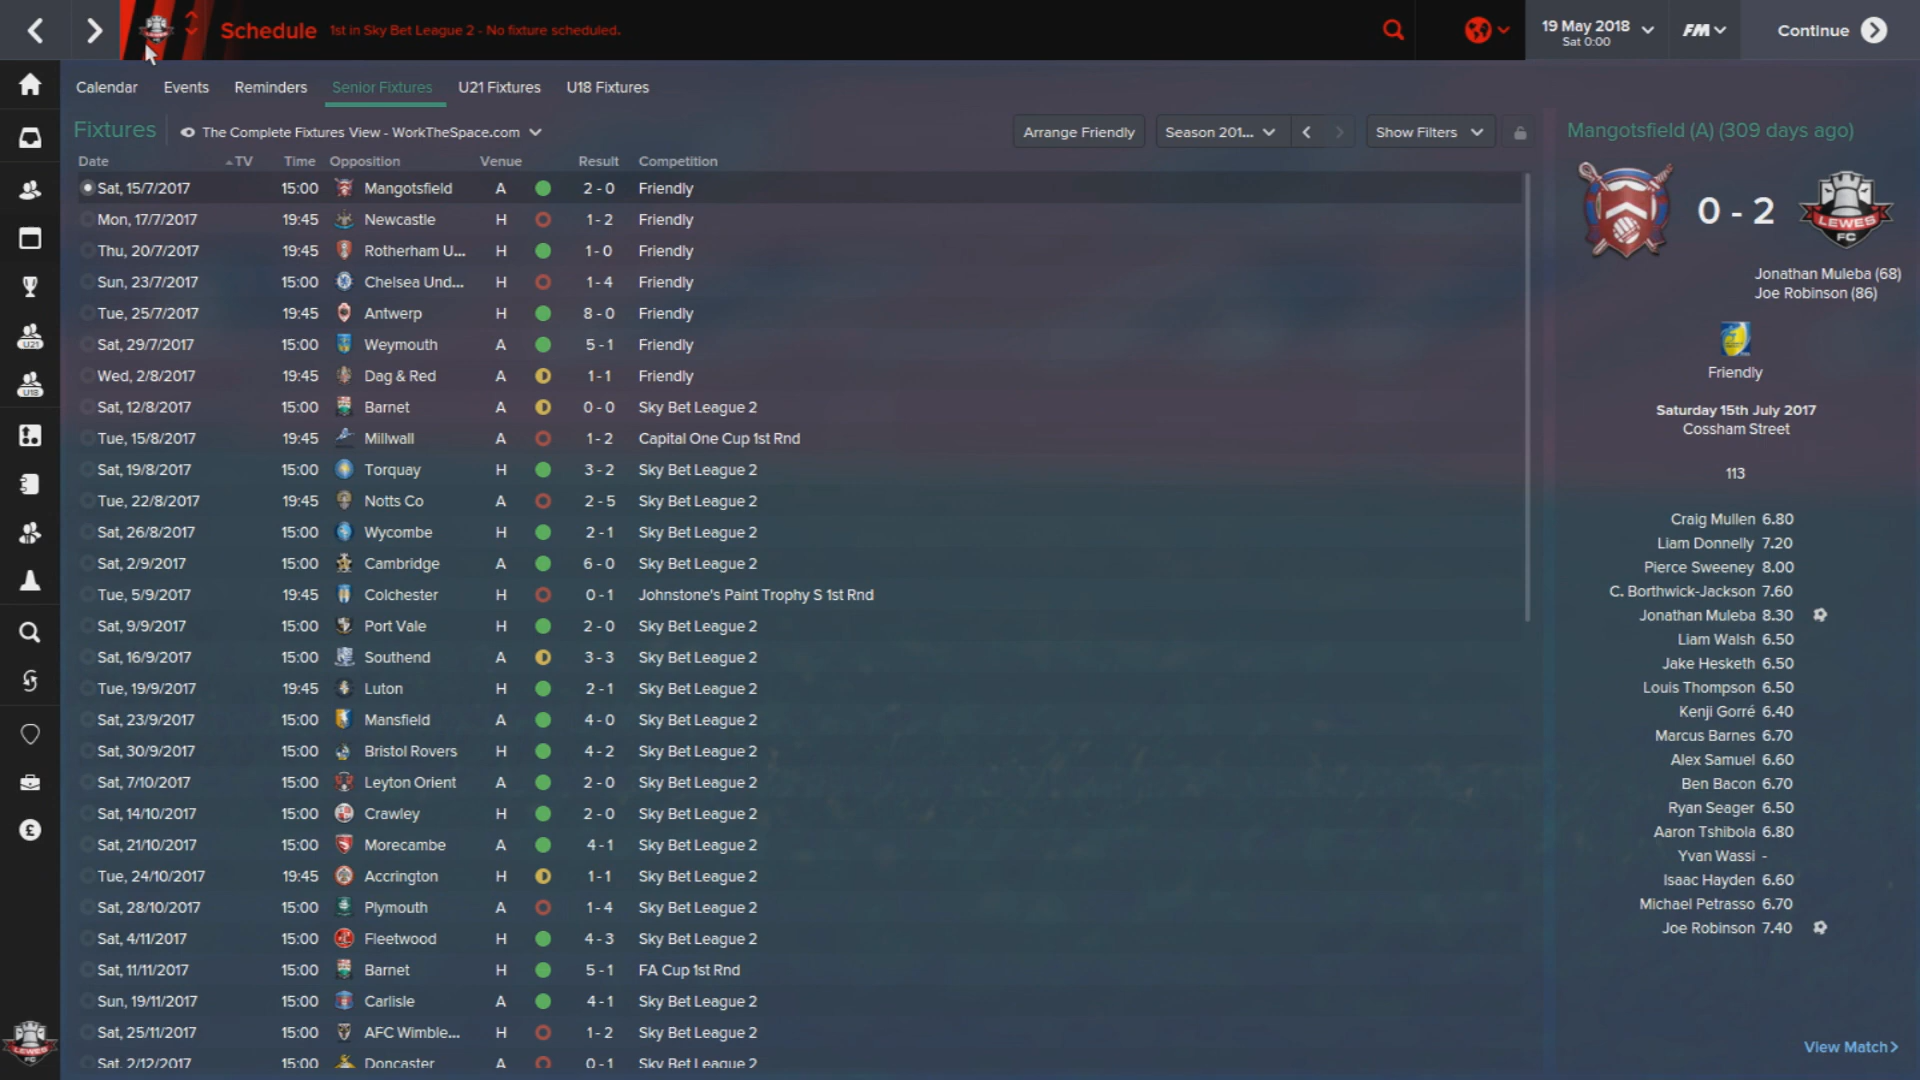 Schedule 1st in Sky Bet League 2 - No fixture scheduled.
19 May 2018
Sat 0:00
FM
Continue
Calendar Events Reminders Senior Fixtures U21 Fixtures U18 Fixtures
Fixtures The Complete Fixtures View - WorkTheSpace.com
Arrange Friendly Season 201... Show Filters
Date TV Time Opposition Venue Result Competition
Sat, 15/7/2017 15:00 Mangotsfield A 2 - 0 Friendly
Mon, 17/7/2017 19:45 Newcastle H 1 - 2 Friendly
Thu, 20/7/2017 19:45 Rotherham U... H 1 - 0 Friendly
Sun, 23/7/2017 15:00 Chelsea Und... H 1 - 4 Friendly
Tue, 25/7/2017 19:45 Antwerp H 8 - 0 Friendly
Sat, 29/7/2017 15:00 Weymouth A 5 - 1 Friendly
Wed, 2/8/2017 19:45 Dag & Red A 1 - 1 Friendly
Sat, 12/8/2017 15:00 Barnet A 0 - 0 Sky Bet League 2
Tue, 15/8/2017 19:45 Millwall A 1 - 2 Capital One Cup 1st Rnd
Sat, 19/8/2017 15:00 Torquay H 3 - 2 Sky Bet League 2
Tue, 22/8/2017 19:45 Notts Co A 2 - 5 Sky Bet League 2
Sat, 26/8/2017 15:00 Wycombe H 2 - 1 Sky Bet League 2
Sat, 2/9/2017 15:00 Cambridge A 6 - 0 Sky Bet League 2
Tue, 5/9/2017 19:45 Colchester H 0 - 1 Johnstone's Paint Trophy S 1st Rnd
Sat, 9/9/2017 15:00 Port Vale H 2 - 0 Sky Bet League 2
Sat, 16/9/2017 15:00 Southend A 3 - 3 Sky Bet League 2
Tue, 19/9/2017 19:45 Luton H 2 - 1 Sky Bet League 2
Sat, 23/9/2017 15:00 Mansfield A 4 - 0 Sky Bet League 2
Sat, 30/9/2017 15:00 Bristol Rovers H 4 - 2 Sky Bet League 2
Sat, 7/10/2017 15:00 Leyton Orient A 2 - 0 Sky Bet League 2
Sat, 14/10/2017 15:00 Crawley H 2 - 0 Sky Bet League 2
Sat, 21/10/2017 15:00 Morecambe A 4 - 1 Sky Bet League 2
Tue, 24/10/2017 19:45 Accrington H 1 - 1 Sky Bet League 2
Sat, 28/10/2017 15:00 Plymouth A 1 - 4 Sky Bet League 2
Sat, 4/11/2017 15:00 Fleetwood H 4 - 3 Sky Bet League 2
Sat, 11/11/2017 15:00 Barnet H 5 - 1 FA Cup 1st Rnd
Sun, 19/11/2017 15:00 Carlisle A 4 - 1 Sky Bet League 2
Sat, 25/11/2017 15:00 AFC Wimble... H 1 - 2 Sky Bet League 2
Sat, 2/12/2017 15:00 Doncaster A 0 - 1 Sky Bet League 2
Mangotsfield (A) (309 days ago)
0 - 2
LEWES
FC
Jonathan Muleba (68)
Joe Robinson (86)
Friendly
Saturday 15th July 2017
Cossham Street
113
Craig Mullen 6.80
Liam Donnelly 7.20
Pierce Sweeney 8.00
C. Borthwick-Jackson 7.60
Jonathan Muleba 8.30
Liam Walsh 6.50
Jake Hesketh 6.50
Louis Thompson 6.50
Kenji Gorré 6.40
Marcus Barnes 6.70
Alex Samuel 6.60
Ben Bacon 6.70
Ryan Seager 6.50
Aaron Tshibola 6.80
Yvan Wassi -
Isaac Hayden 6.60
Michael Petrasso 6.70
Joe Robinson 7.40
View Match
U21
U18
LEWES
FC